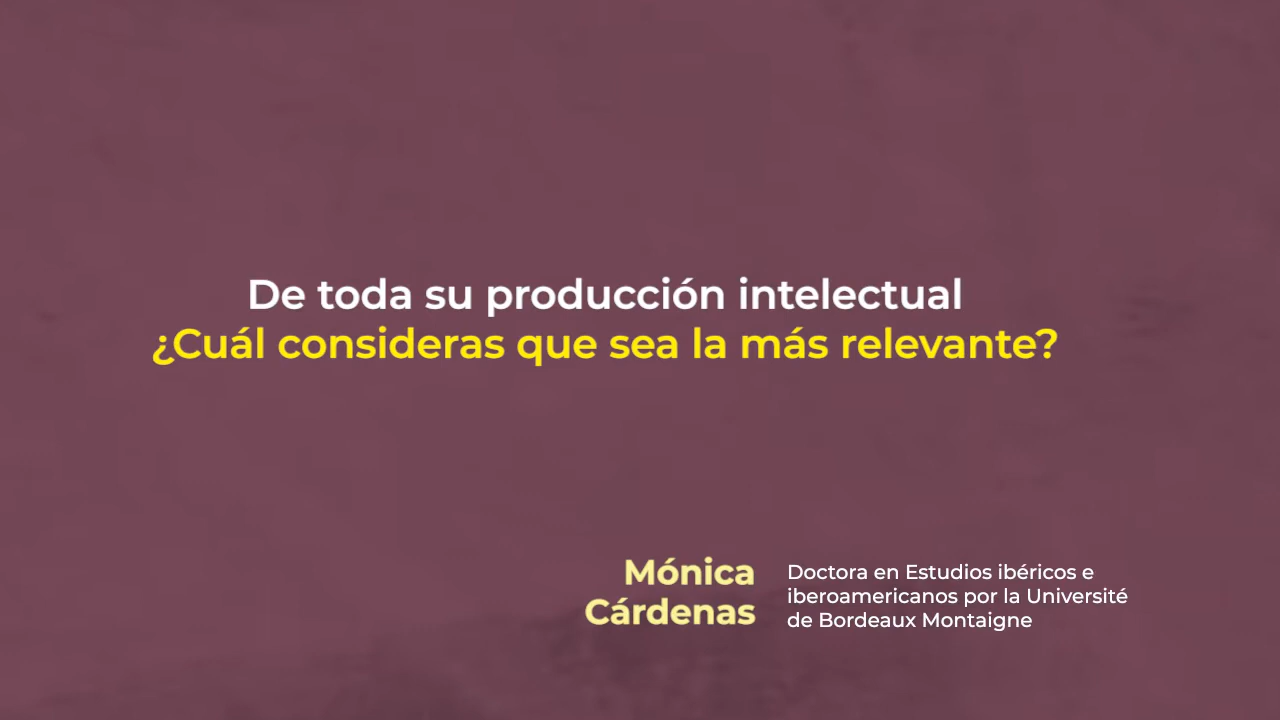 De toda su producción intelectual
¿Cuál consideras que sea la más relevante?
Mónica
Cárdenas
Doctora en Estudios ibéricos e
iberoamericanos por la Université
de Bordeaux Montaigne